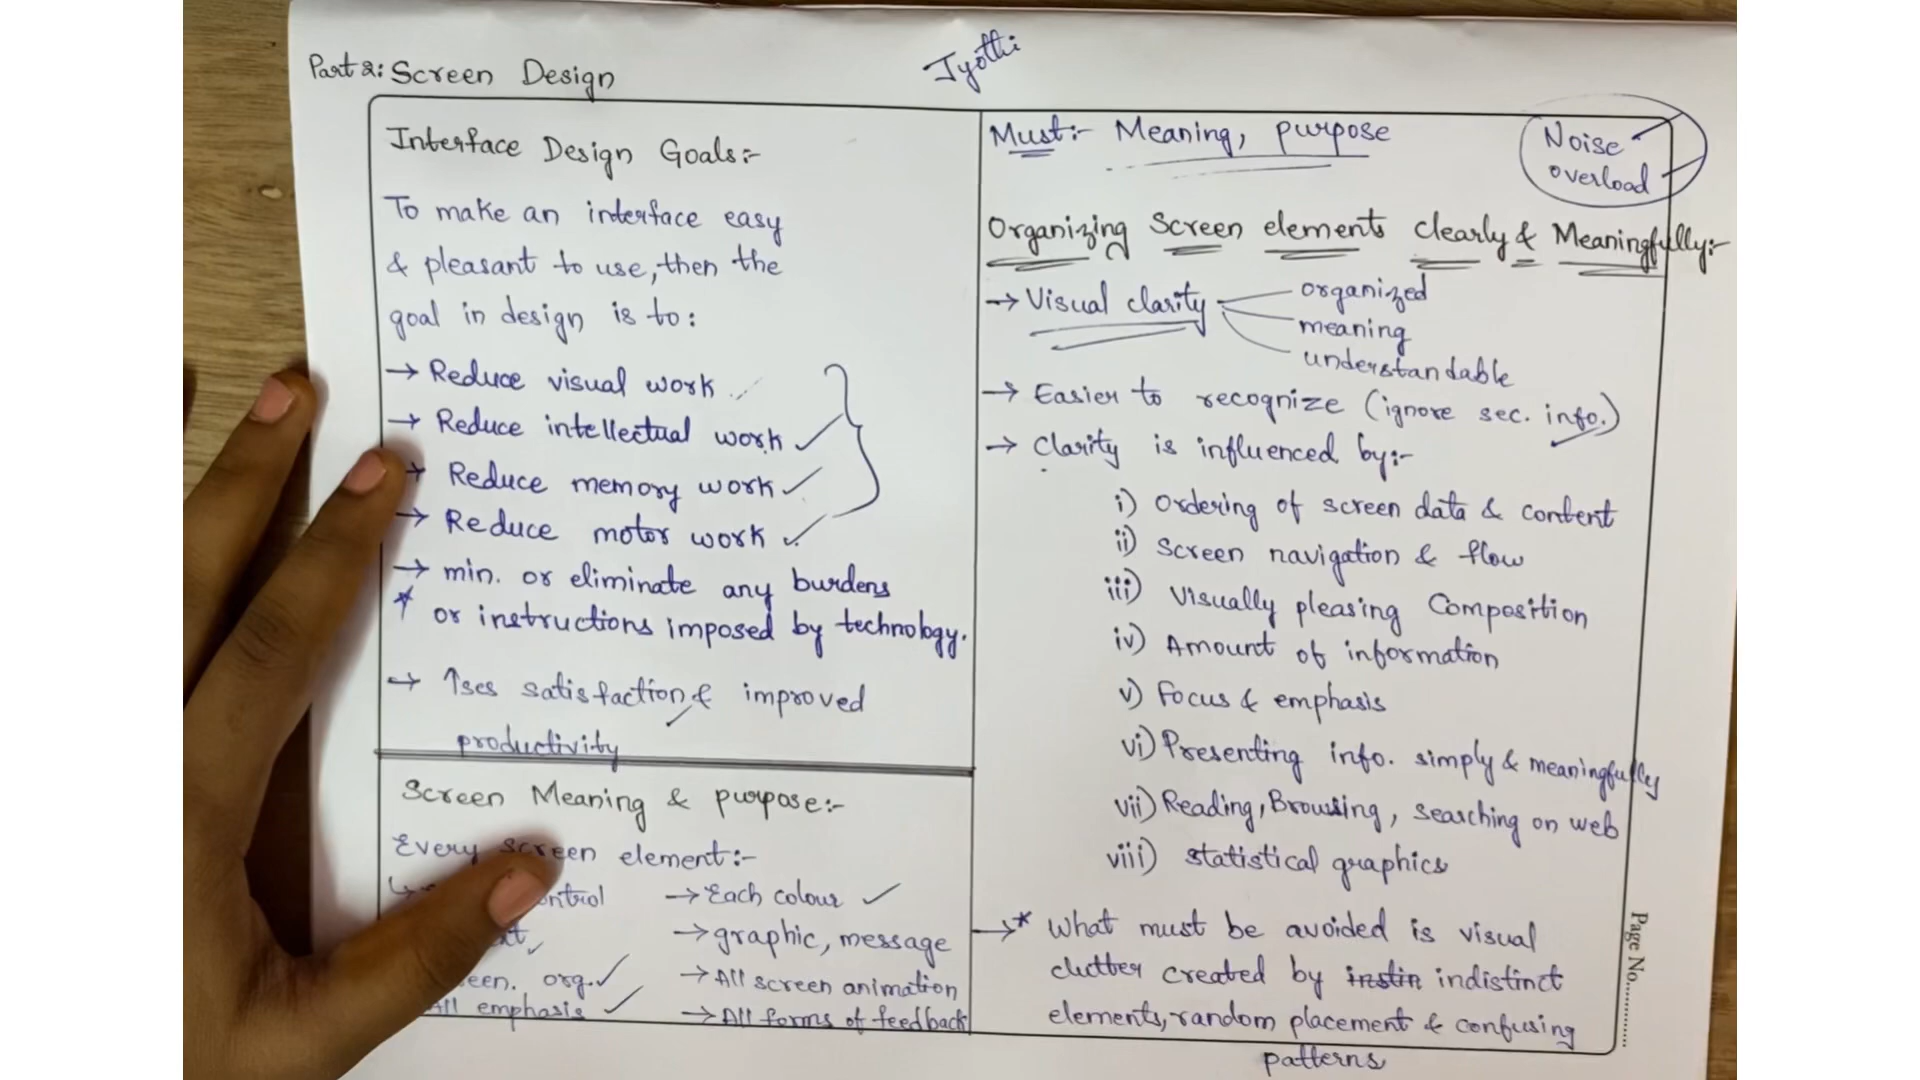 Part 2: Screen Design
Jyothi
Interface Design Goals:-
To make an interface easy
& pleasant to use, then the
goal in design is to:
→ Reduce visual work
→ Reduce intellectual work ✓
→ Reduce memory work ✓
→ Reduce motor work ✓
→ min. or eliminate any burdens
* or instructions imposed by technology.
→ ↑ses satisfaction & improved
productivity
Screen Meaning & purpose:-
Every screen element:-
ontrol
een. org. ✓
All emphasis ✓
→ Each colour ✓
→ graphic, message
→ All screen animation
→ All forms of feedback
Must:- Meaning, purpose
Noise
overload
Organizing Screen elements clearly & Meaningfully:-
→ Visual clarity
organized
meaning
understandable
→ Easier to recognize (ignore sec. info.)
→ Clarity is influenced by:-
i) Ordering of screen data & content
ii) Screen navigation & flow
iii) Visually pleasing Composition
iv) Amount of information
v) Focus & emphasis
vi) Presenting info. simply & meaningfully
vii) Reading, Browsing, searching on web
viii) statistical graphics
→* What must be avoided is visual
clutter created by indistinct
elements, random placement & confusing
patterns
Page No............